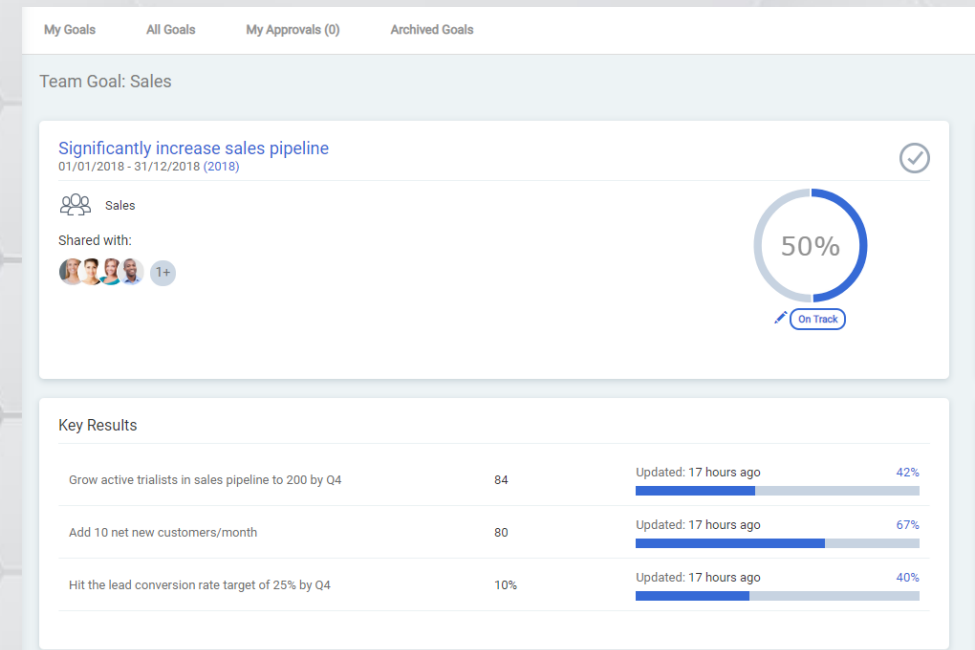 My Goals All Goals My Approvals (0) Archived Goals
Team Goal: Sales
Significantly increase sales pipeline
01/01/2018 - 31/12/2018 (2018)
Sales
Shared with:
1+
50%
On Track
Key Results
Grow active trialists in sales pipeline to 200 by Q4 84 Updated: 17 hours ago 42%
Add 10 net new customers/month 80 Updated: 17 hours ago 67%
Hit the lead conversion rate target of 25% by Q4 10% Updated: 17 hours ago 40%